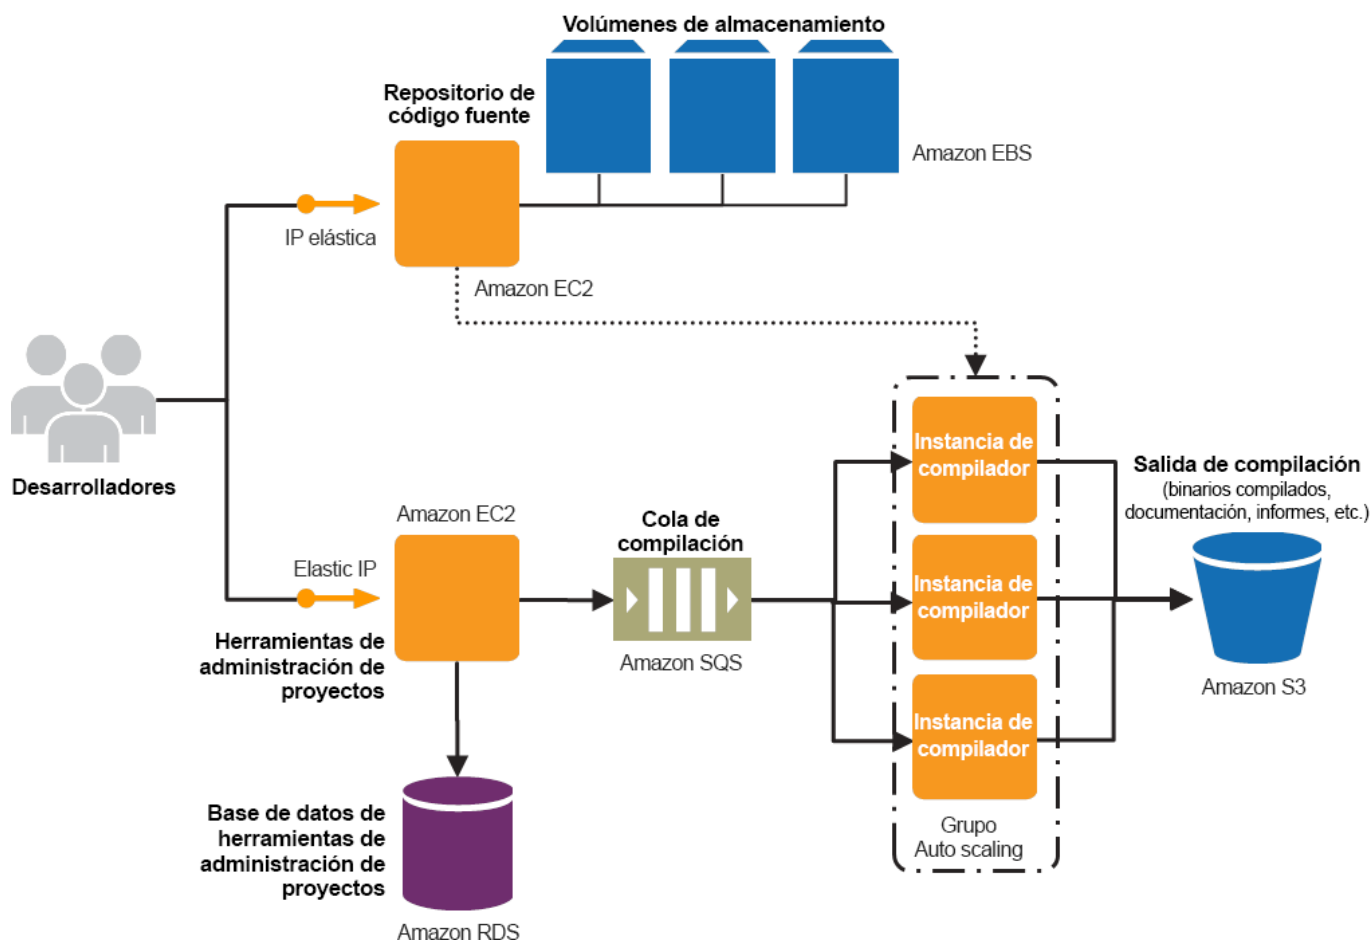 Volúmenes de almacenamiento
Repositorio de
código fuente
Amazon EBS
IP elástica
Amazon EC2
Desarrolladores
Amazon EC2
Elastic IP
Herramientas de
administración de
proyectos
Cola de
compilación
Amazon SQS
Instancia de
compilador
Instancia de
compilador
Instancia de
compilador
Grupo
Auto scaling
Salida de compilación
(binarios compilados,
documentación, informes, etc.)
Amazon S3
Base de datos de
herramientas de
administración de
proyectos
Amazon RDS